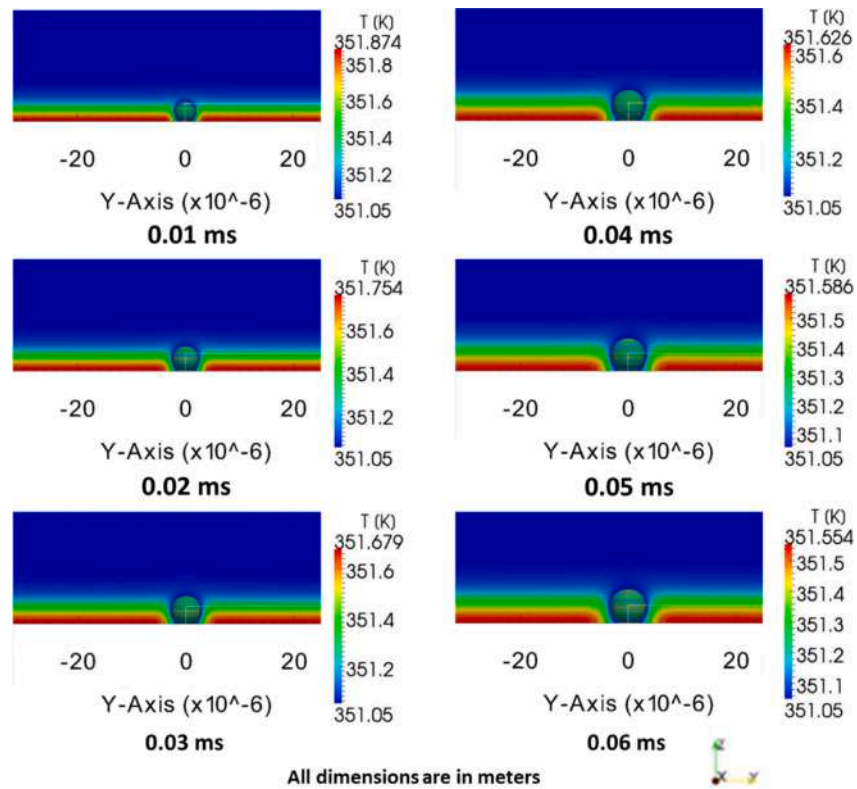 T (K)
351.874
351.8
351.6
351.4
351.2
351.05
-20 0 20
Y-Axis (x10^-6)
0.01 ms
T (K)
351.626
351.6
351.4
351.2
351.05
-20 0 20
Y-Axis (x10^-6)
0.04 ms
T (K)
351.754
351.6
351.4
351.2
351.05
-20 0 20
Y-Axis (x10^-6)
0.02 ms
T (K)
351.586
351.5
351.4
351.3
351.2
351.1
351.05
-20 0 20
Y-Axis (x10^-6)
0.05 ms
T (K)
351.679
351.6
351.4
351.2
351.05
-20 0 20
Y-Axis (x10^-6)
0.03 ms
T (K)
351.554
351.5
351.4
351.3
351.2
351.1
351.05
-20 0 20
Y-Axis (x10^-6)
0.06 ms
All dimensions are in meters
Z
X Y